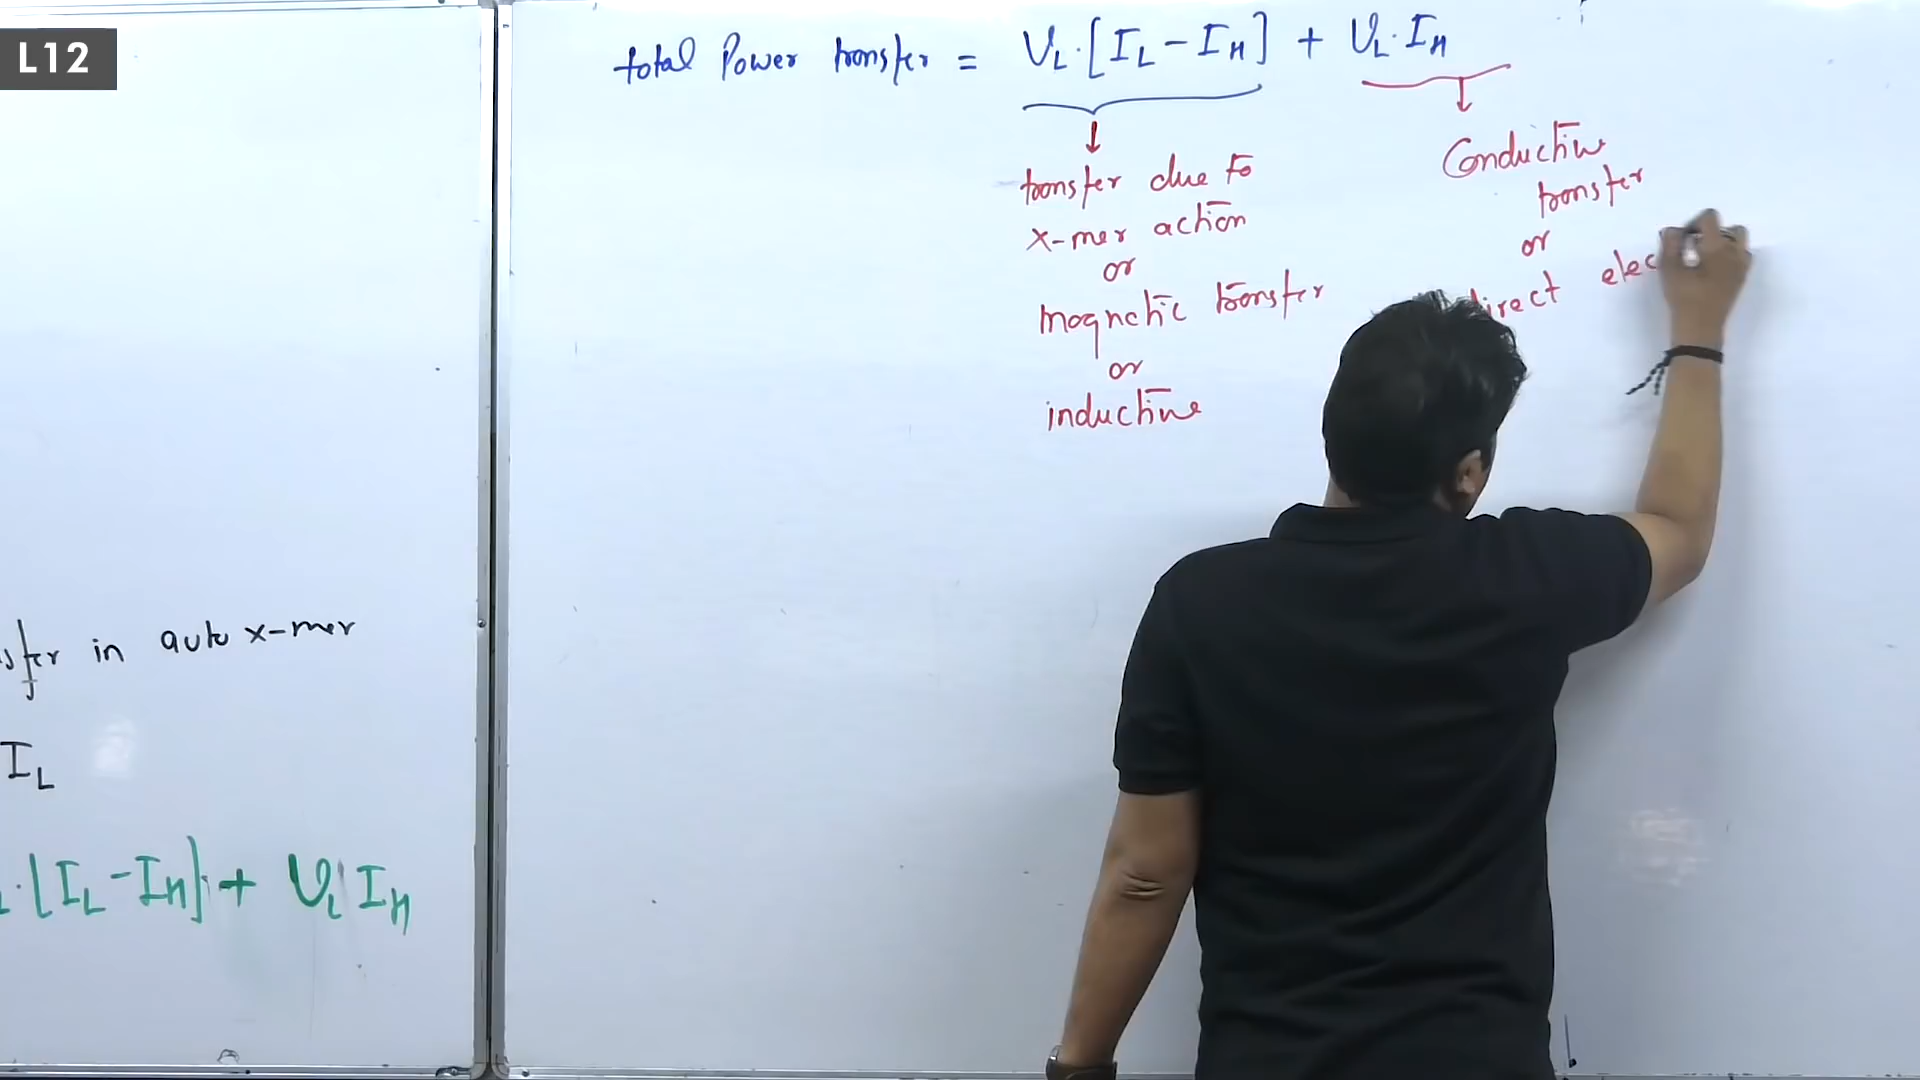 L12
total Power transfer = V_L·[I_L - I_H] + V_L·I_H
transfer due to
x-mer action
or
magnetic transfer
or
inductive
Conductive
transfer
or
direct elec
in auto x-mer
I_L
·[I_L - I_H] + V_L I_H